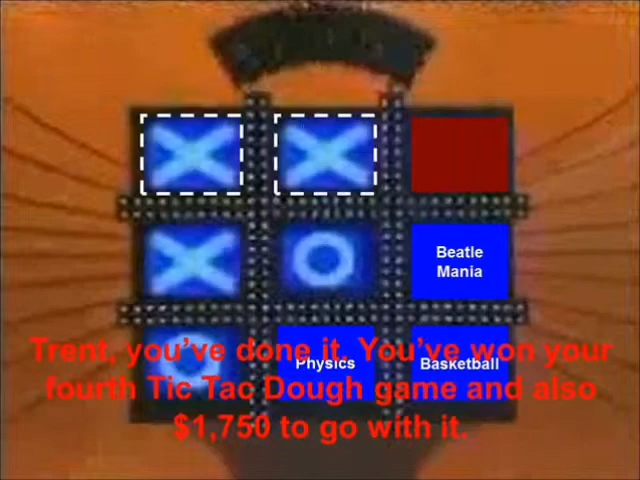 X X
Beatle
Mania
X O
O
Physics
Basketball
Trent, you've done it. You've won your
fourth Tic Tac Dough game and also
$1,750 to go with it.